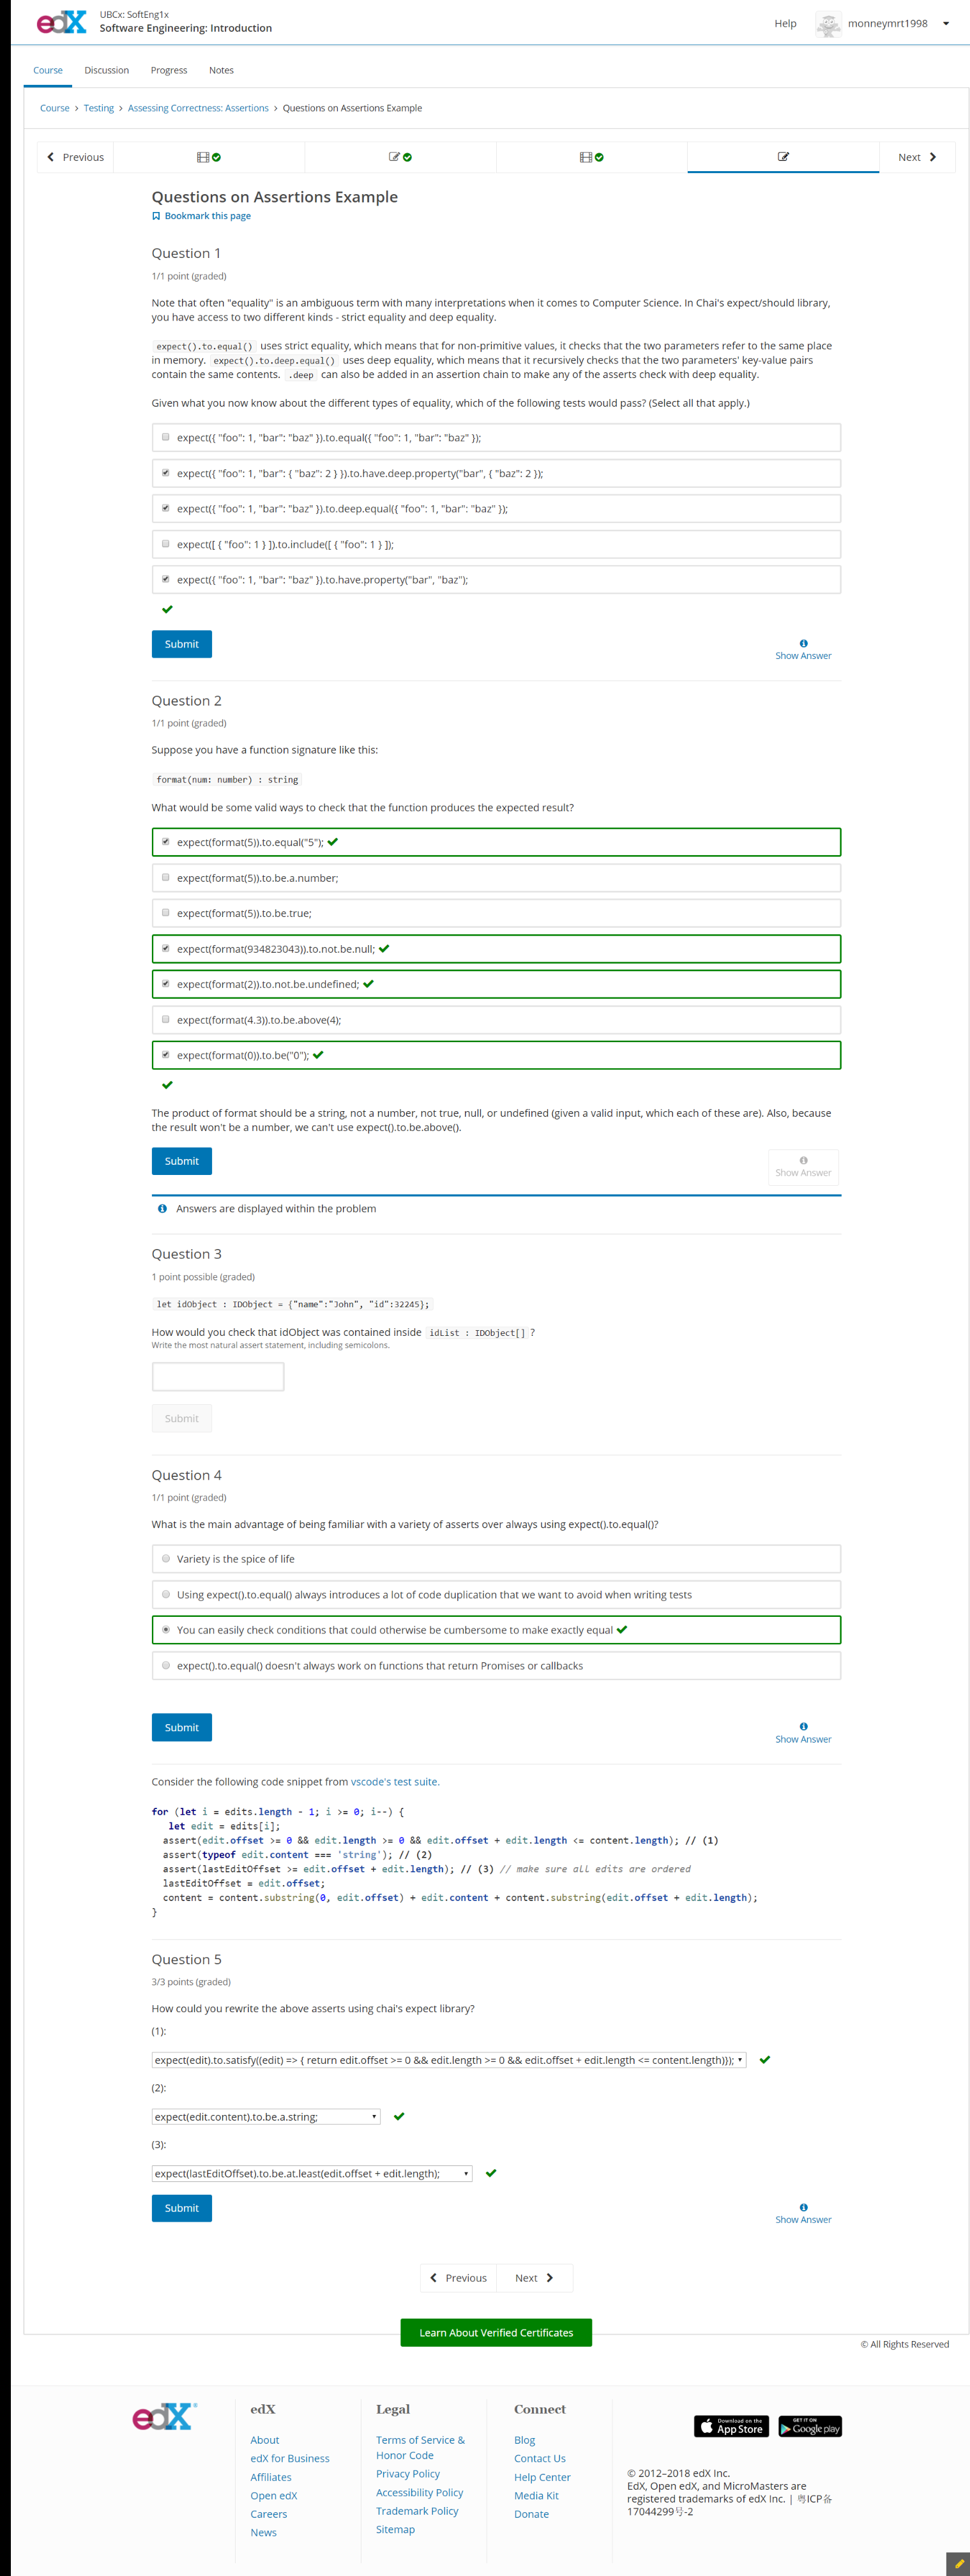 edX
UBCx: SoftEng1x
Software Engineering: Introduction
Help
monneymrt1998
Course
Discussion
Progress
Notes
Course > Testing > Assessing Correctness: Assertions > Questions on Assertions Example
Previous
Next
Questions on Assertions Example
Bookmark this page
Question 1
1/1 point (graded)
Note that often "equality" is an ambiguous term with many interpretations when it comes to Computer Science. In Chai's expect/should library,
you have access to two different kinds - strict equality and deep equality.
expect().to.equal() uses strict equality, which means that for non-primitive values, it checks that the two parameters refer to the same place
in memory. expect().to.deep.equal() uses deep equality, which means that it recursively checks that the two parameters' key-value pairs
contain the same contents. .deep can also be added in an assertion chain to make any of the asserts check with deep equality.
Given what you now know about the different types of equality, which of the following tests would pass? (Select all that apply.)
expect({ "foo": 1, "bar": "baz" }).to.equal({ "foo": 1, "bar": "baz" });
expect({ "foo": 1, "bar": { "baz": 2 } }).to.have.deep.property("bar", { "baz": 2 });
expect({ "foo": 1, "bar": "baz" }).to.deep.equal({ "foo": 1, "bar": "baz" });
expect([ { "foo": 1 } ]).to.include([ { "foo": 1 } ]);
expect({ "foo": 1, "bar": "baz" }).to.have.property("bar", "baz");
Submit
Show Answer
Question 2
1/1 point (graded)
Suppose you have a function signature like this:
format(num: number) : string
What would be some valid ways to check that the function produces the expected result?
expect(format(5)).to.equal("5");
expect(format(5)).to.be.a.number;
expect(format(5)).to.be.true;
expect(format(934823043)).to.not.be.null;
expect(format(2)).to.not.be.undefined;
expect(format(4.3)).to.be.above(4);
expect(format(0)).to.be("0");
The product of format should be a string, not a number, not true, null, or undefined (given a valid input, which each of these are). Also, because
the result won't be a number, we can't use expect().to.be.above().
Submit
Show Answer
Answers are displayed within the problem
Question 3
1 point possible (graded)
let idObject : IDObject = {"name":"John", "id":32245};
How would you check that idObject was contained inside idList : IDObject[] ?
Write the most natural assert statement, including semicolons.
Submit
Question 4
1/1 point (graded)
What is the main advantage of being familiar with a variety of asserts over always using expect().to.equal()?
Variety is the spice of life
Using expect().to.equal() always introduces a lot of code duplication that we want to avoid when writing tests
You can easily check conditions that could otherwise be cumbersome to make exactly equal
expect().to.equal() doesn't always work on functions that return Promises or callbacks
Submit
Show Answer
Consider the following code snippet from vscode's test suite.
for (let i = edits.length - 1; i >= 0; i--) {
let edit = edits[i];
assert(edit.offset >= 0 && edit.length >= 0 && edit.offset + edit.length <= content.length); // (1)
assert(typeof edit.content === 'string'); // (2)
assert(lastEditOffset >= edit.offset + edit.length); // (3) // make sure all edits are ordered
lastEditOffset = edit.offset;
content = content.substring(0, edit.offset) + edit.content + content.substring(edit.offset + edit.length);
}
Question 5
3/3 points (graded)
How could you rewrite the above asserts using chai's expect library?
(1):
expect(edit).to.satisfy((edit) => { return edit.offset >= 0 && edit.length >= 0 && edit.offset + edit.length <= content.length)});
(2):
expect(edit.content).to.be.a.string;
(3):
expect(lastEditOffset).to.be.at.least(edit.offset + edit.length);
Submit
Show Answer
Previous
Next
Learn About Verified Certificates
© All Rights Reserved
edX
edX
About
edX for Business
Affiliates
Open edX
Careers
News
Legal
Terms of Service &
Honor Code
Privacy Policy
Accessibility Policy
Trademark Policy
Sitemap
Connect
Blog
Contact Us
Help Center
Media Kit
Donate
Download on the
App Store
GET IT ON
Google play
© 2012–2018 edX Inc.
EdX, Open edX, and MicroMasters are
registered trademarks of edX Inc. | 粤ICP备
17044299号-2